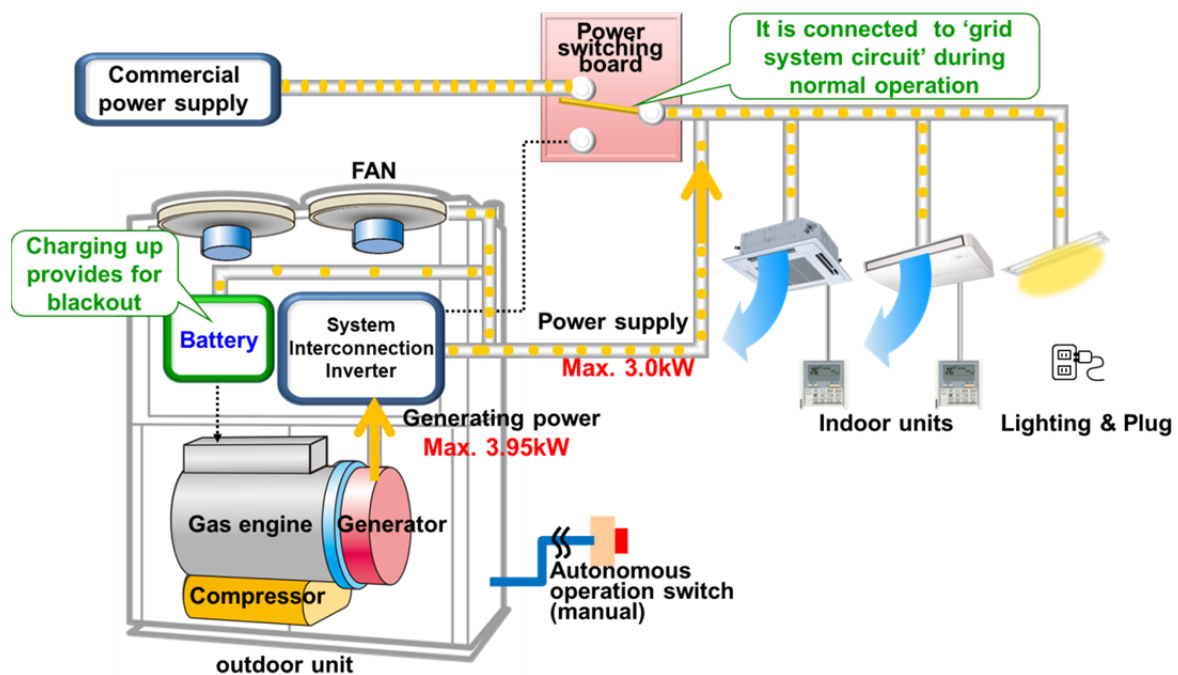 Power
switching
board
It is connected to ‘grid
system circuit’ during
normal operation
Commercial
power supply
FAN
Charging up
provides for
blackout
Battery
System
Interconnection
Inverter
Power supply
Max. 3.0kW
Generating power
Max. 3.95kW
Indoor units
Lighting & Plug
Gas engine
Generator
Compressor
Autonomous
operation switch
(manual)
outdoor unit